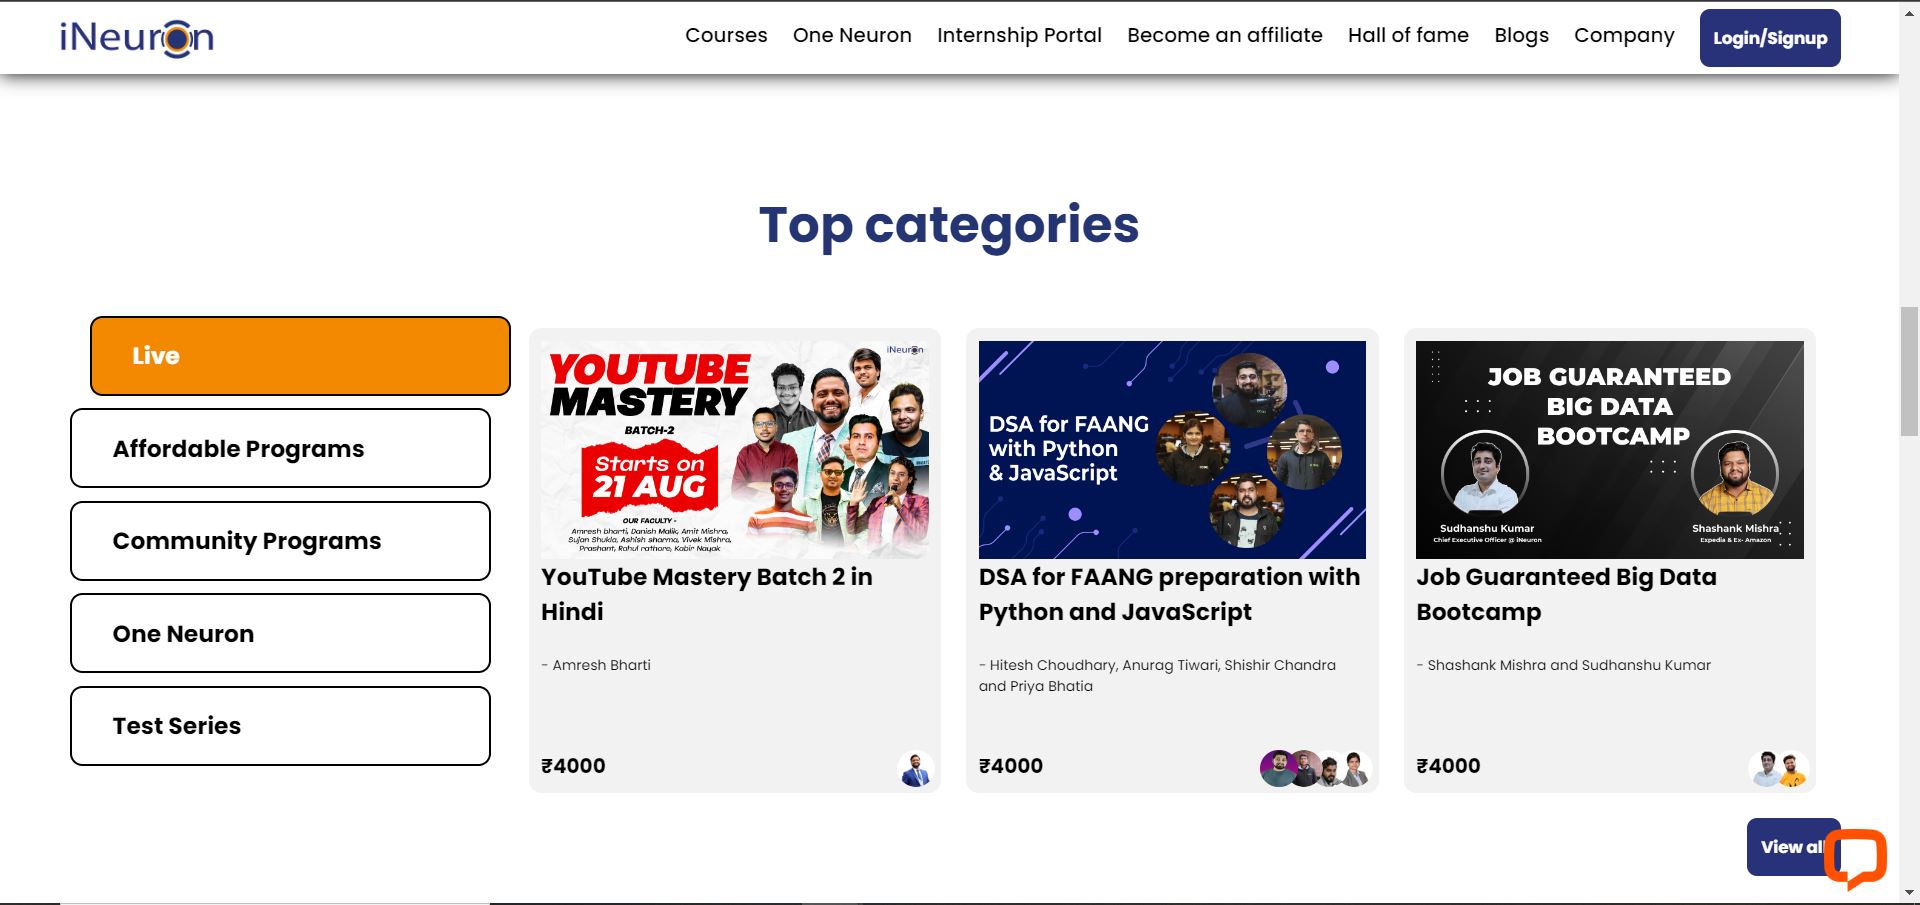 iNeuron
Courses One Neuron Internship Portal Become an affiliate Hall of fame Blogs Company Login/Signup
Top categories
Live
Affordable Programs
Community Programs
One Neuron
Test Series
iNeuron
YOUTUBE
MASTERY
BATCH-2
Starts on
21 AUG
OUR FACULTY -
Amresh bharti, Danish Malik, Amit Mishra,
Sujan Shukla, Ashish sharma, Vivek Mishra,
Prashant, Rahul rathore, Kabir Nayak
YouTube Mastery Batch 2 in
Hindi
- Amresh Bharti
₹4000
DSA for FAANG
with Python
& JavaScript
DSA for FAANG preparation with
Python and JavaScript
- Hitesh Choudhary, Anurag Tiwari, Shishir Chandra
and Priya Bhatia
₹4000
JOB GUARANTEED
BIG DATA
BOOTCAMP
Sudhanshu Kumar
Chief Executive Officer @ iNeuron
Shashank Mishra
Expedia & Ex- Amazon
Job Guaranteed Big Data
Bootcamp
- Shashank Mishra and Sudhanshu Kumar
₹4000
View all